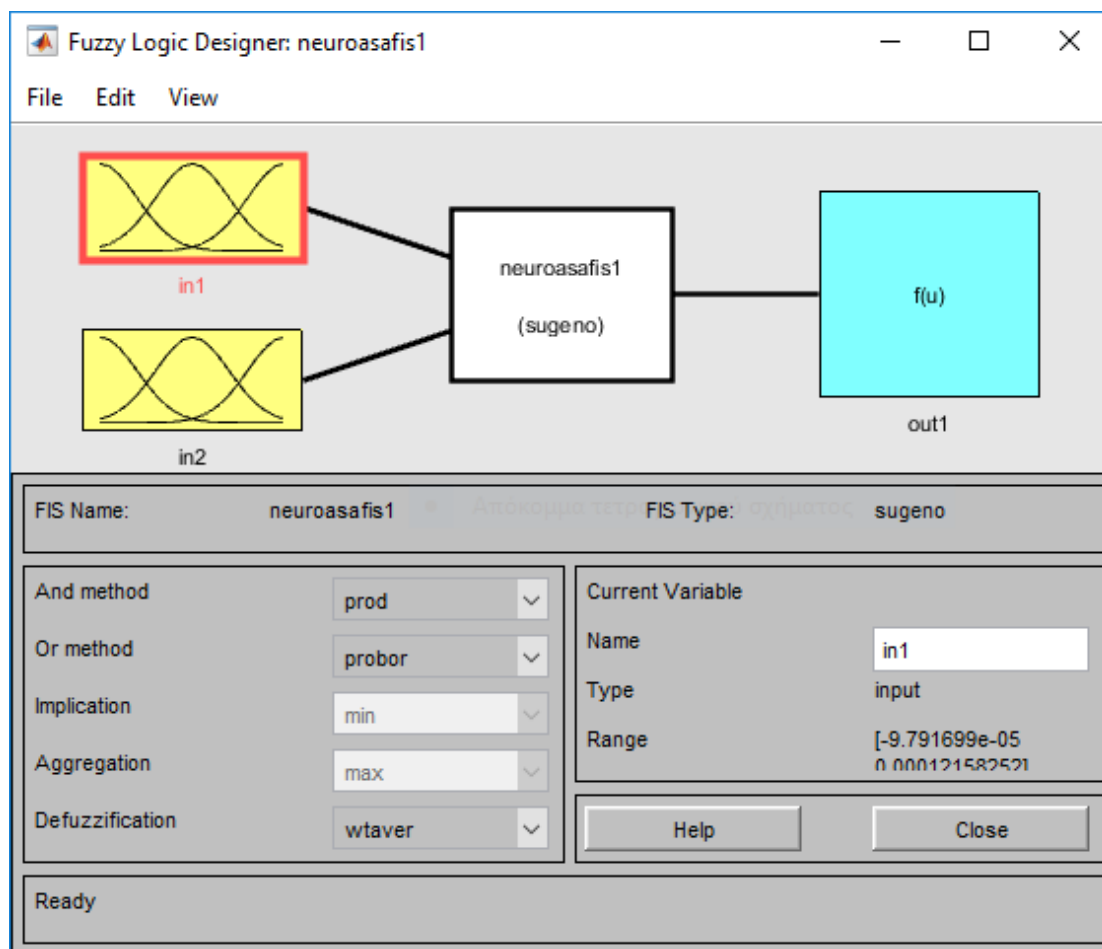 Fuzzy Logic Designer: neuroasafis1
File Edit View
in1
in2
neuroasafis1
(sugeno)
f(u)
out1
FIS Name: neuroasafis1 FIS Type: sugeno
And method prod
Or method probor
Implication min
Aggregation max
Defuzzification wtaver
Current Variable
Name in1
Type input
Range [-9.791699e-05
0.00012158252]
Help Close
Ready
Απόκομμα σχήματος